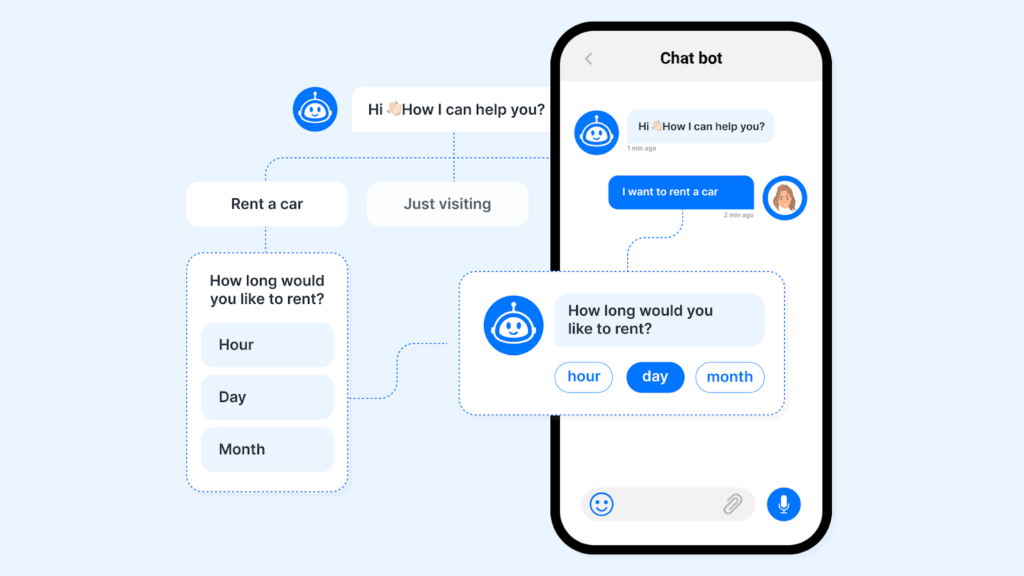 Chat bot
Hi 👋🏻How I can help you?
Rent a car
Just visiting
How long would
you like to rent?
Hour
Day
Month
Hi 👋🏻How I can help you?
1 min ago
I want to rent a car
2 min ago
How long would you
like to rent?
hour
day
month